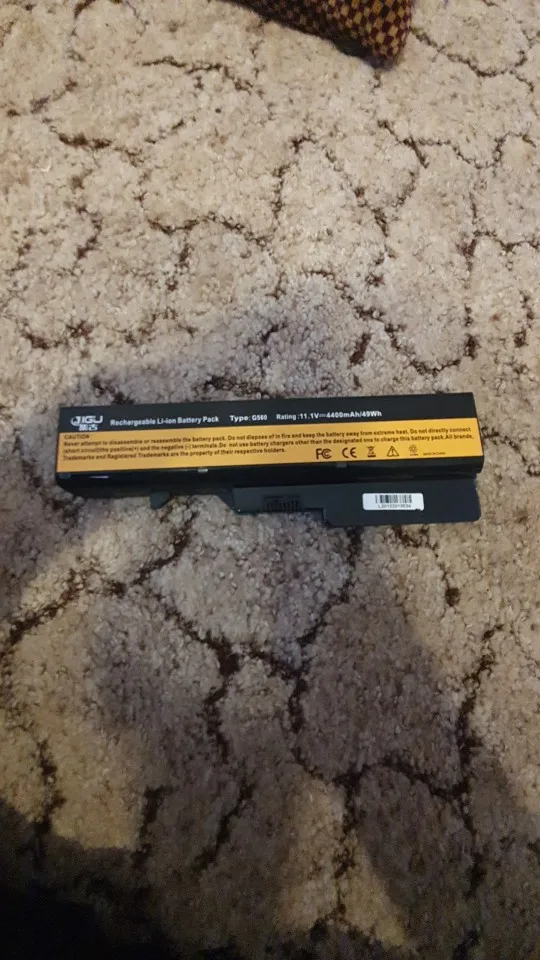 JIGU
Rechargeable Li-ion Battery Pack Type: G560 Rating :11.1V⎓4400mAh/49Wh
CAUTION
Never attempt to disassemble or reassemble the battery pack. Do not dispose of in fire and keep the battery away from extreme heat. Do not directly connect
(short circuit)the positive(+) and the negative (-) terminals.Do not use battery chargers other than the designated one to charge this battery pack.All brands,
Trademarks and Registered Trademarks are the property of their respective holders.
FC CE
MADE IN CHINA